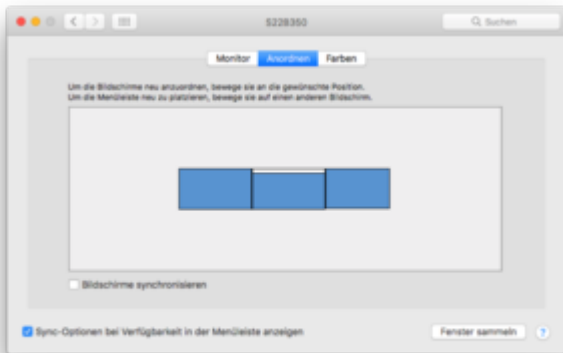 S228350
Suchen
Monitor Anordnen Farben
Um die Bildschirme neu anzuordnen, bewege sie an die gewünschte Position.
Um die Menüleiste neu zu platzieren, bewege sie auf einen anderen Bildschirm.
Bildschirme synchronisieren
Sync-Optionen bei Verfügbarkeit in der Menüleiste anzeigen
Fenster sammeln ?